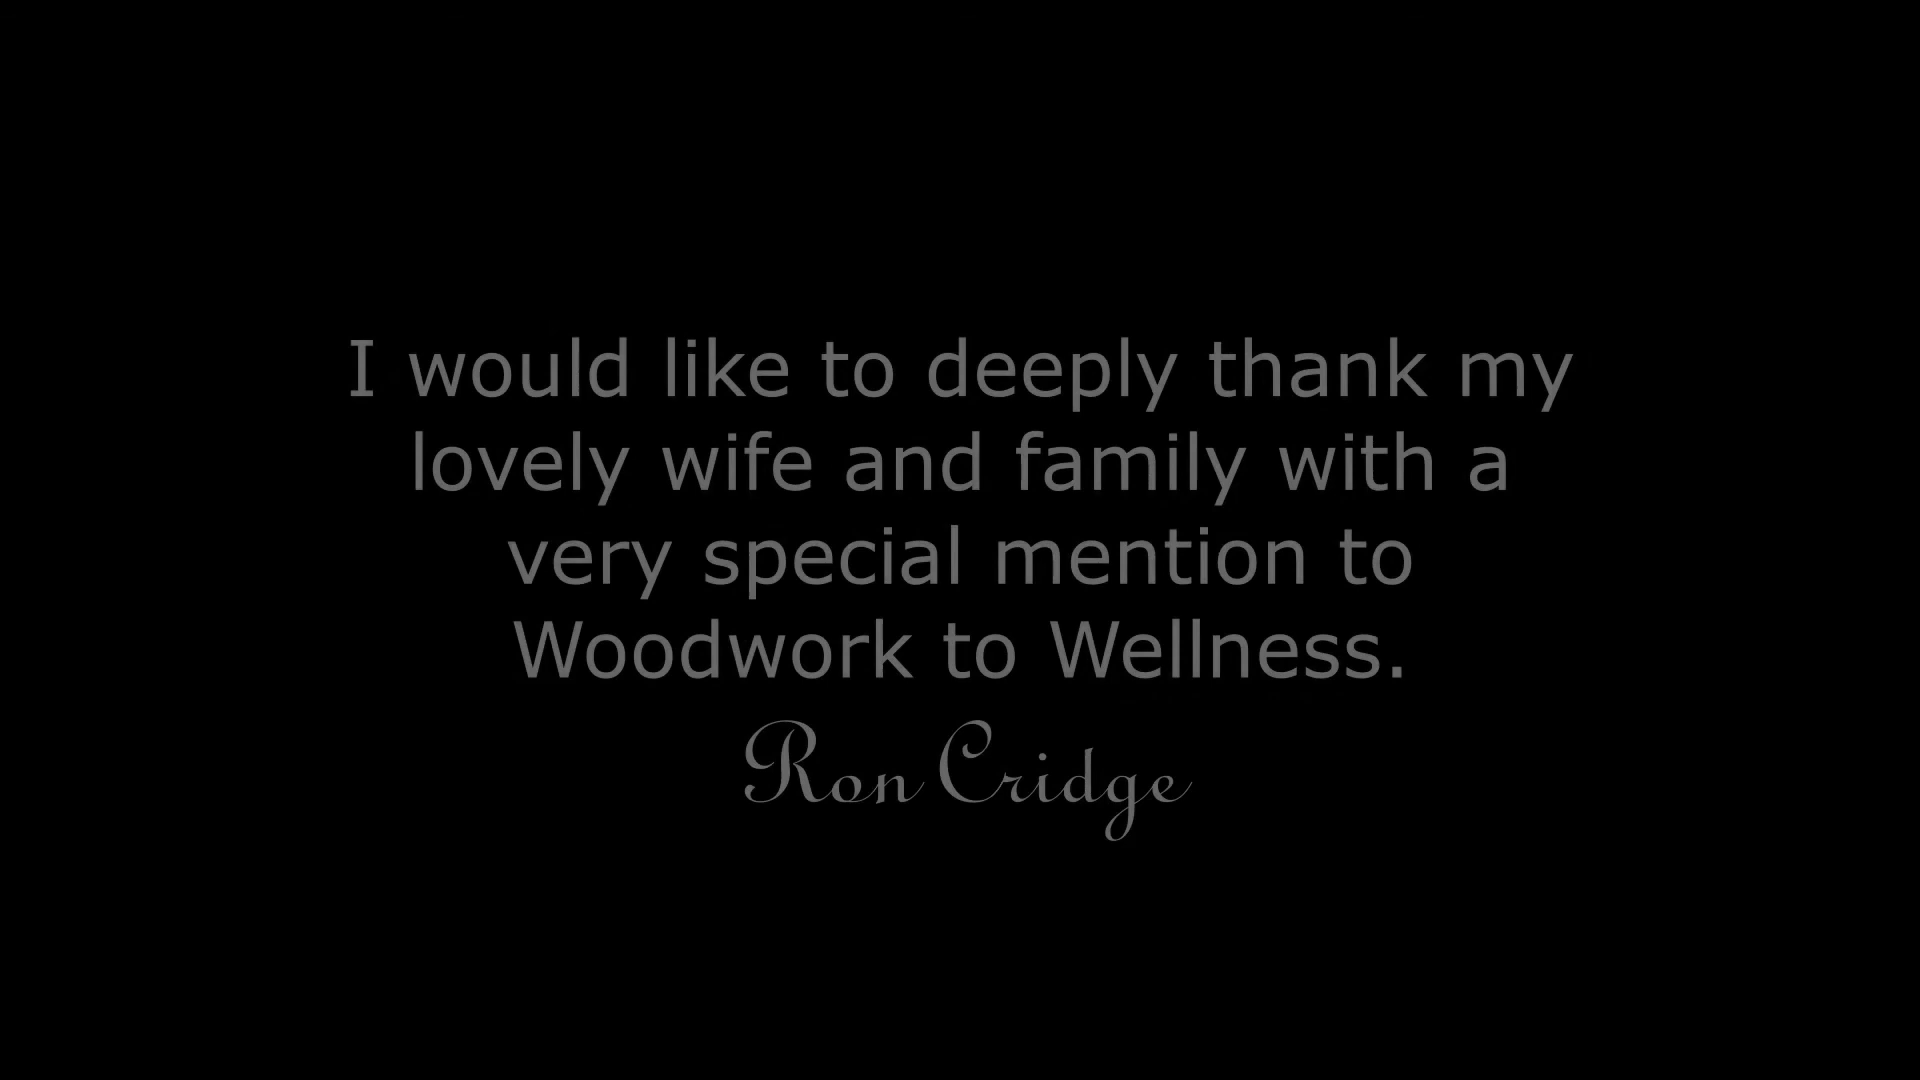 I would like to deeply thank my
lovely wife and family with a
very special mention to
Woodwork to Wellness.
Ron Cridge